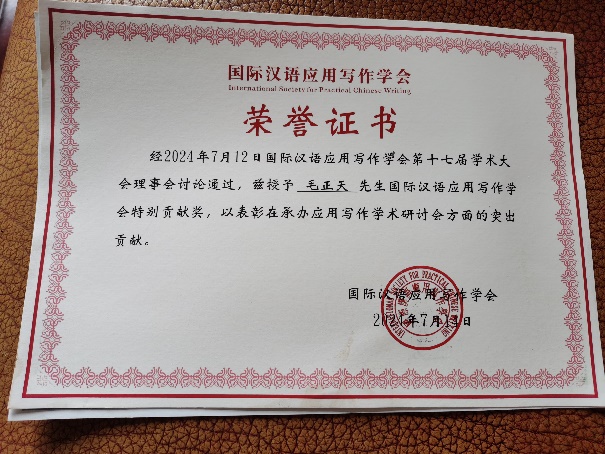 国际汉语应用写作学会
International Society for Practical Chinese Writing
荣誉证书
经2024年7月12日国际汉语应用写作学会第十七届学术大
会理事会讨论通过，兹授予 毛正天 先生国际汉语应用写作学
会特别贡献奖，以表彰在承办应用写作学术研讨会方面的突出
贡献。
国际汉语应用写作学会
2024年7月13日